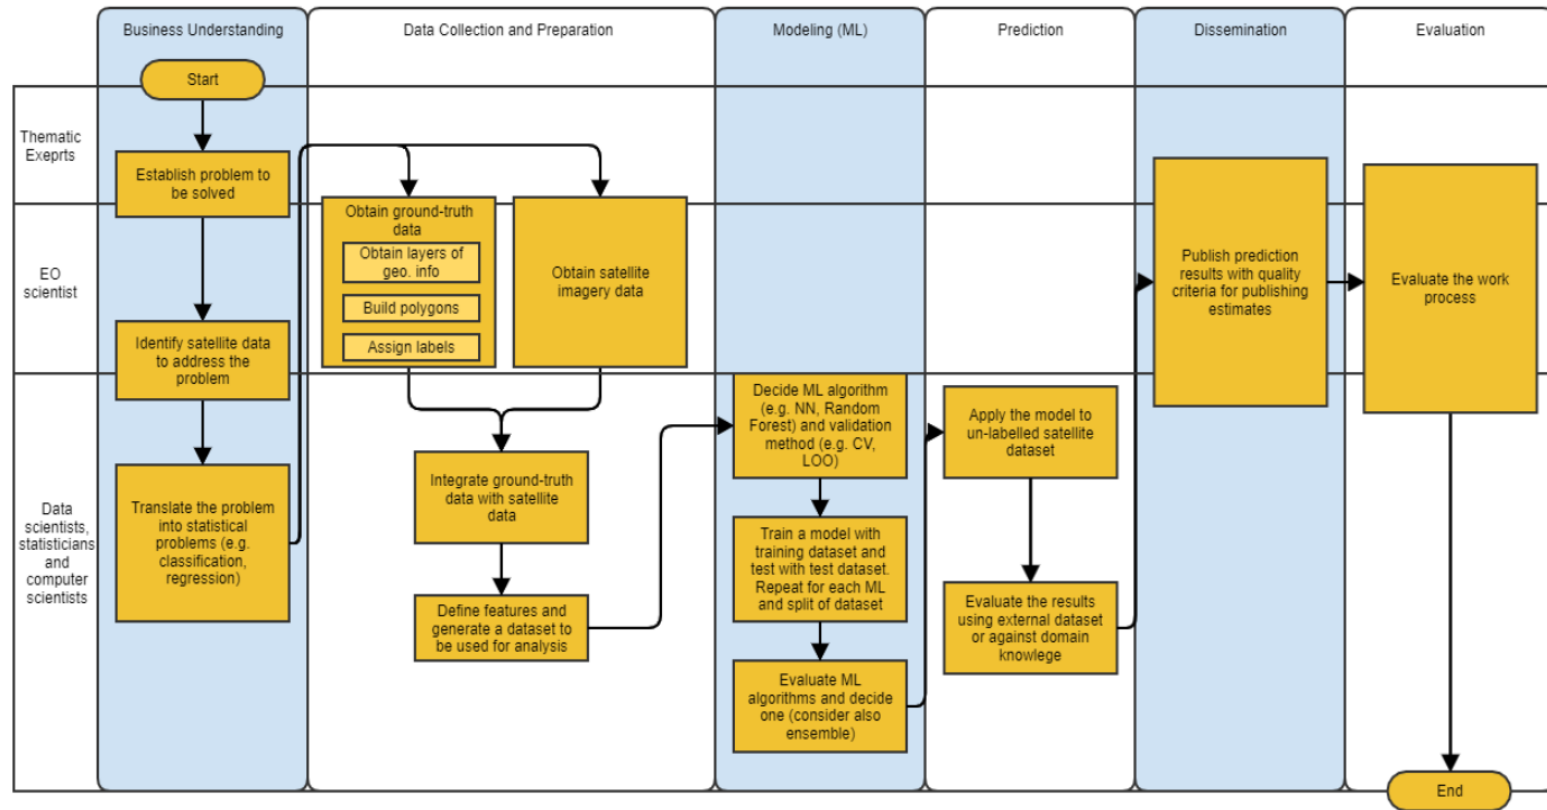 Business Understanding
Data Collection and Preparation
Modeling (ML)
Prediction
Dissemination
Evaluation
Start
Thematic
Exeprts
Establish problem to
be solved
EO
scientist
Identify satellite data
to address the
problem
Data
scientists,
statisticians
and
computer
scientists
Translate the problem
into statistical
problems (e.g.
classification,
regression)
Obtain ground-truth
data
Obtain layers of
geo. info
Build polygons
Assign labels
Obtain satellite
imagery data
Integrate ground-truth
data with satellite
data
Define features and
generate a dataset to
be used for analysis
Decide ML algorithm
(e.g. NN, Random
Forest) and validation
method (e.g. CV,
LOO)
Train a model with
training dataset and
test with test dataset.
Repeat for each ML
and split of dataset
Evaluate ML
algorithms and decide
one (consider also
ensemble)
Apply the model to
un-labelled satellite
dataset
Evaluate the results
using external dataset
or against domain
knowlege
Publish prediction
results with quality
criteria for publishing
estimates
Evaluate the work
process
End